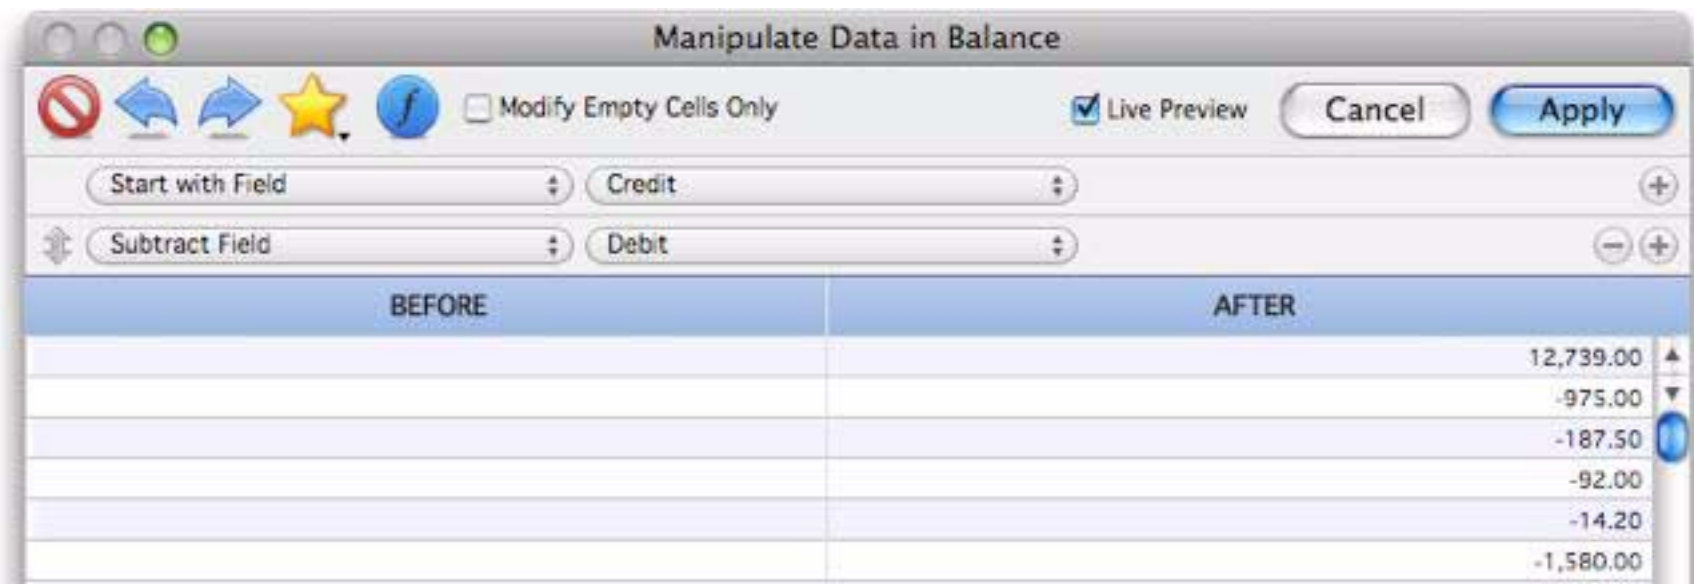 Manipulate Data in Balance
f Modify Empty Cells Only Live Preview Cancel Apply
Start with Field Credit
Subtract Field Debit
BEFORE AFTER
12,739.00
-975.00
-187.50
-92.00
-14.20
-1,580.00